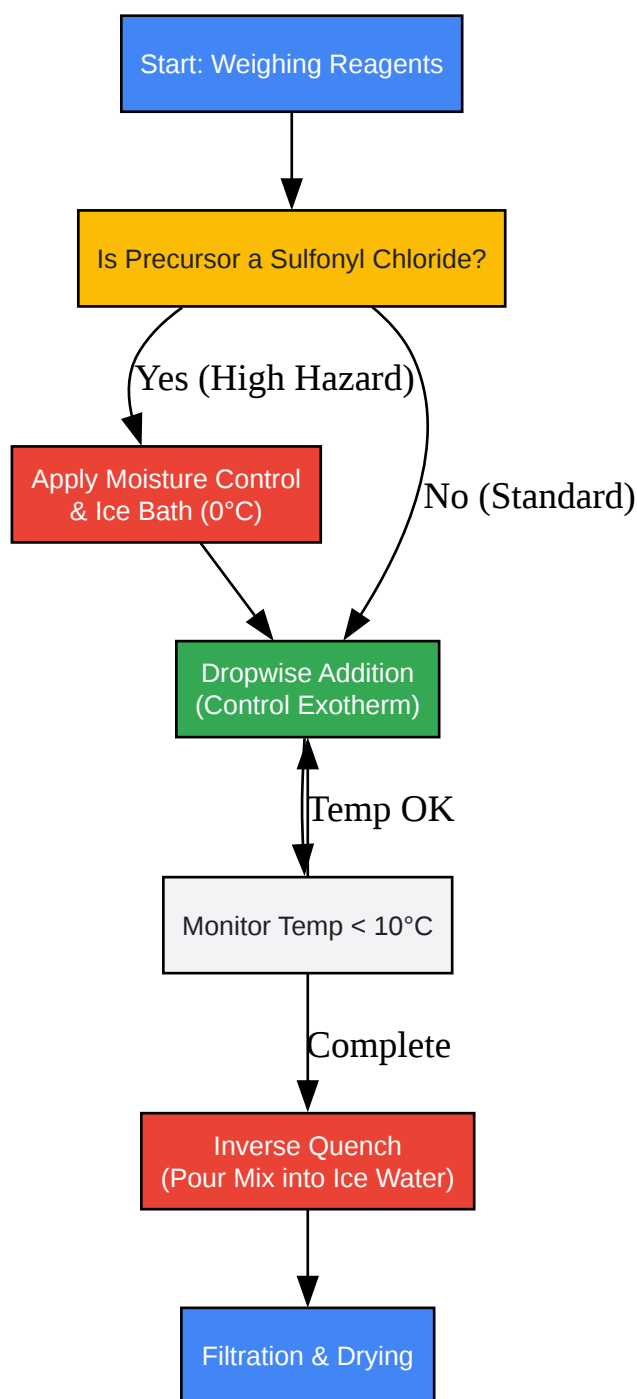 Start: Weighing Reagents
Is Precursor a Sulfonyl Chloride?
Yes (High Hazard)
Apply Moisture Control
& Ice Bath (0°C)
No (Standard)
Dropwise Addition
(Control Exotherm)
Temp OK
Monitor Temp < 10°C
Complete
Inverse Quench
(Pour Mix into Ice Water)
Filtration & Drying